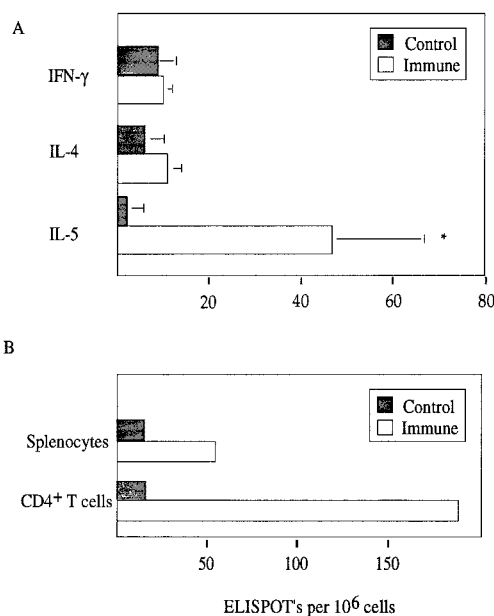 A
Control
Immune
IFN-γ
IL-4
IL-5
*
20 40 60 80
B
Control
Immune
Splenocytes
CD4+ T cells
50 100 150
ELISPOT's per 10^6 cells